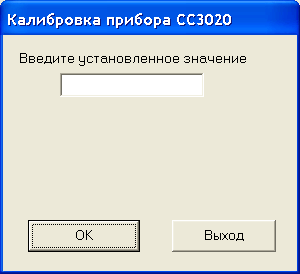 Калибровка прибора СС3020
Введите установленное значение
OK
Выход